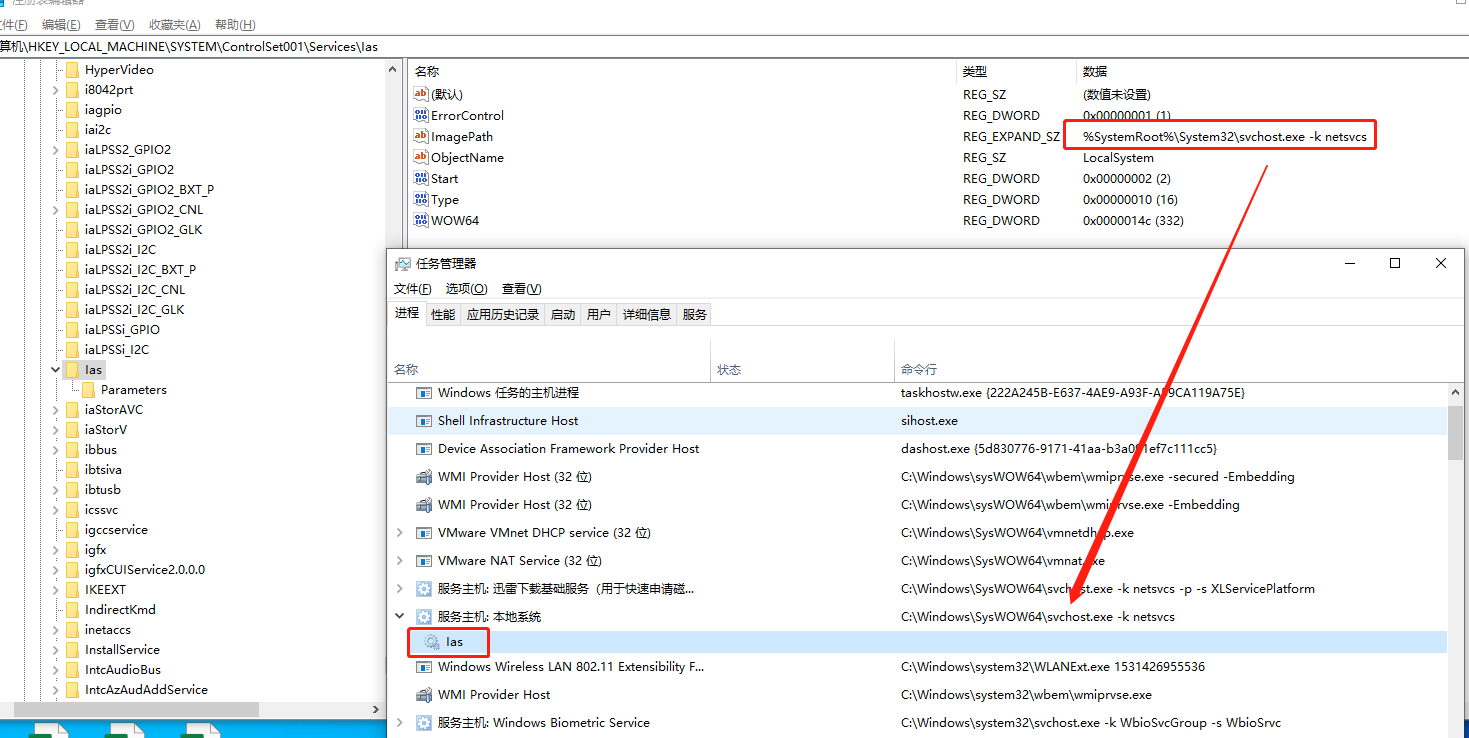 注册表编辑器
文件(F) 编辑(E) 查看(V) 收藏夹(A) 帮助(H)
算机\HKEY_LOCAL_MACHINE\SYSTEM\ControlSet001\Services\Ias
HyperVideo
i8042prt
iagpio
iai2c
iaLPSS2_GPIO2
iaLPSS2i_GPIO2
iaLPSS2i_GPIO2_BXT_P
iaLPSS2i_GPIO2_CNL
iaLPSS2i_GPIO2_GLK
iaLPSS2i_I2C
iaLPSS2i_I2C_BXT_P
iaLPSS2i_I2C_CNL
iaLPSS2i_I2C_GLK
iaLPSSi_GPIO
iaLPSSi_I2C
Ias
Parameters
iaStorAVC
iaStorV
ibbus
ibtsiva
ibtusb
icssvc
igccservice
igfx
igfxCUIService2.0.0.0
IKEEXT
IndirectKmd
inetaccs
InstallService
IntcAudioBus
IntcAzAudAddService
名称 类型 数据
(默认) REG_SZ (数值未设置)
ErrorControl REG_DWORD 0x00000001 (1)
ImagePath REG_EXPAND_SZ %SystemRoot%\System32\svchost.exe -k netsvcs
ObjectName REG_SZ LocalSystem
Start REG_DWORD 0x00000002 (2)
Type REG_DWORD 0x00000010 (16)
WOW64 REG_DWORD 0x0000014c (332)
任务管理器
文件(F) 选项(O) 查看(V)
进程 性能 应用历史记录 启动 用户 详细信息 服务
名称 状态 命令行
Windows 任务的主机进程 taskhostw.exe
Shell Infrastructure Host sihost.exe
Device Association Framework Provider Host dashost.exe
WMI Provider Host (32 位) C:\Windows\sysWOW64\wbem\wmiprvse.exe -secured -Embedding
WMI Provider Host (32 位) C:\Windows\sysWOW64\wbem\wmiprvse.exe -Embedding
VMware VMnet DHCP service (32 位) C:\Windows\SysWOW64\vmnetdhcp.exe
VMware NAT Service (32 位) C:\Windows\SysWOW64\vmnat.exe
服务主机: 迅雷下载基础服务（用于快速申请磁... C:\Windows\SysWOW64\svchost.exe -k netsvcs -p -s XLServicePlatform
服务主机: 本地系统 C:\Windows\SysWOW64\svchost.exe -k netsvcs
Ias
Windows Wireless LAN 802.11 Extensibility F... C:\Windows\system32\WLANExt.exe 1531426955536
WMI Provider Host C:\Windows\system32\wbem\wmiprvse.exe
服务主机: Windows Biometric Service C:\Windows\system32\svchost.exe -k WbioSvcGroup -s WbioSrvc